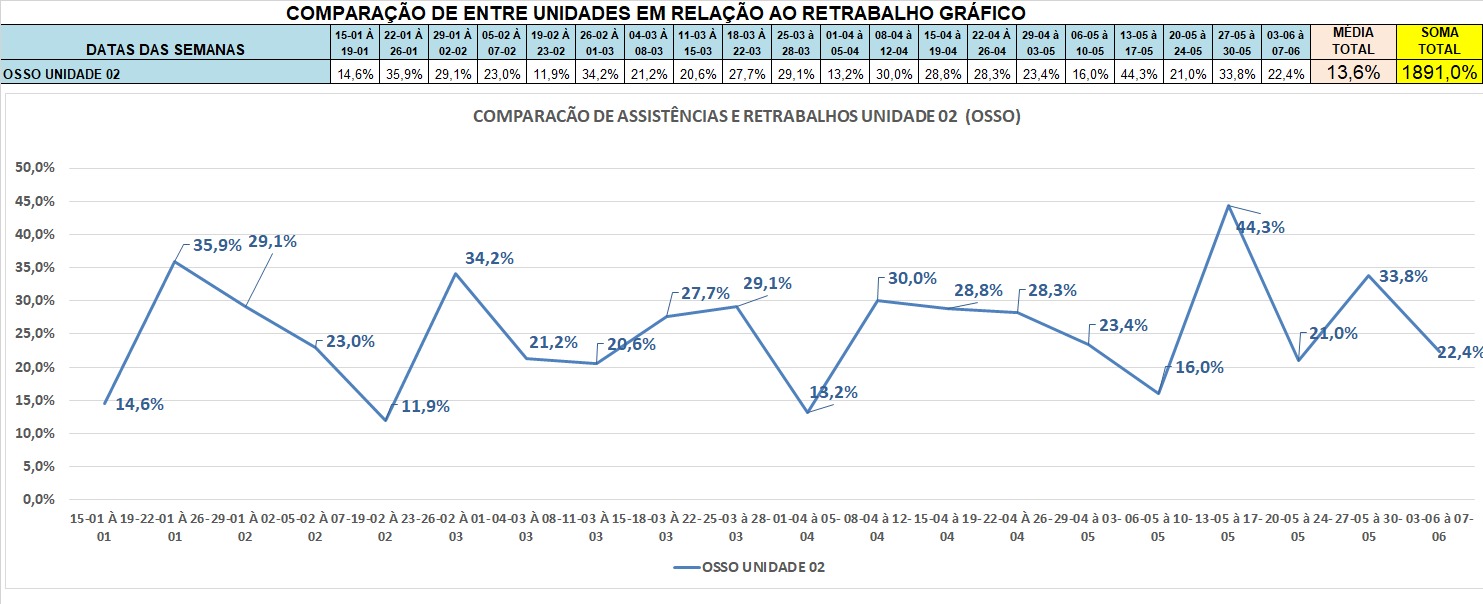 COMPARAÇÃO DE ENTRE UNIDADES EM RELAÇÃO AO RETRABALHO GRÁFICO
DATAS DAS SEMANAS 15-01 À 19-01 22-01 À 26-01 29-01 À 02-02 05-02 À 07-02 19-02 À 23-02 26-02 À 01-03 04-03 À 08-03 11-03 À 15-03 18-03 À 22-03 25-03 à 28-03 01-04 à 05-04 08-04 à 12-04 15-04 à 19-04 22-04 À 26-04 29-04 à 03-05 06-05 à 10-05 13-05 à 17-05 20-05 à 24-05 27-05 à 30-05 03-06 à 07-06 MÉDIA TOTAL SOMA TOTAL
OSSO UNIDADE 02 14,6% 35,9% 29,1% 23,0% 11,9% 34,2% 21,2% 20,6% 27,7% 29,1% 13,2% 30,0% 28,8% 28,3% 23,4% 16,0% 44,3% 21,0% 33,8% 22,4% 13,6% 1891,0%
COMPARACÃO DE ASSISTÊNCIAS E RETRABALHOS UNIDADE 02 (OSSO)
50,0%
45,0%
40,0%
35,0%
30,0%
25,0%
20,0%
15,0%
10,0%
5,0%
0,0%
14,6% 35,9% 29,1% 23,0% 11,9% 34,2% 21,2% 20,6% 27,7% 29,1% 13,2% 30,0% 28,8% 28,3% 23,4% 16,0% 44,3% 21,0% 33,8% 22,4%
15-01 À 19-22-01 À 26-29-01 À 02-05-02 À 07-19-02 À 23-26-02 À 01-04-03 À 08-11-03 À 15-18-03 À 22-25-03 à 28-01-04 à 05-08-04 à 12-15-04 à 19-22-04 À 26-29-04 à 03-06-05 à 10-13-05 à 17-20-05 à 24-27-05 à 30-03-06 à 07-
01 01 02 02 02 03 03 03 03 03 04 04 04 04 05 05 05 05 05 06
OSSO UNIDADE 02